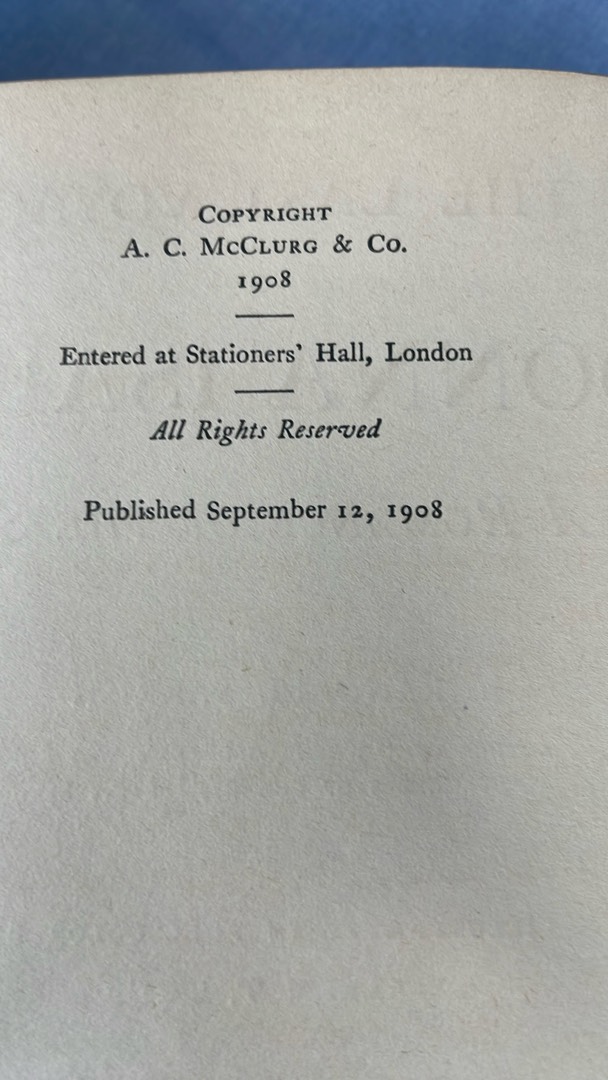 COPYRIGHT
A. C. McCLURG & Co.
1908
Entered at Stationers' Hall, London
All Rights Reserved
Published September 12, 1908